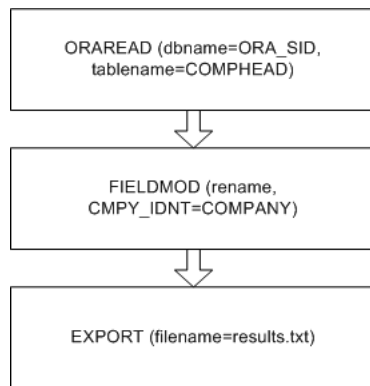 ORAREAD (dbname=ORA_SID,
tablename=COMPHEAD)
FIELDMOD (rename,
CMPY_IDNT=COMPANY)
EXPORT (filename=results.txt)